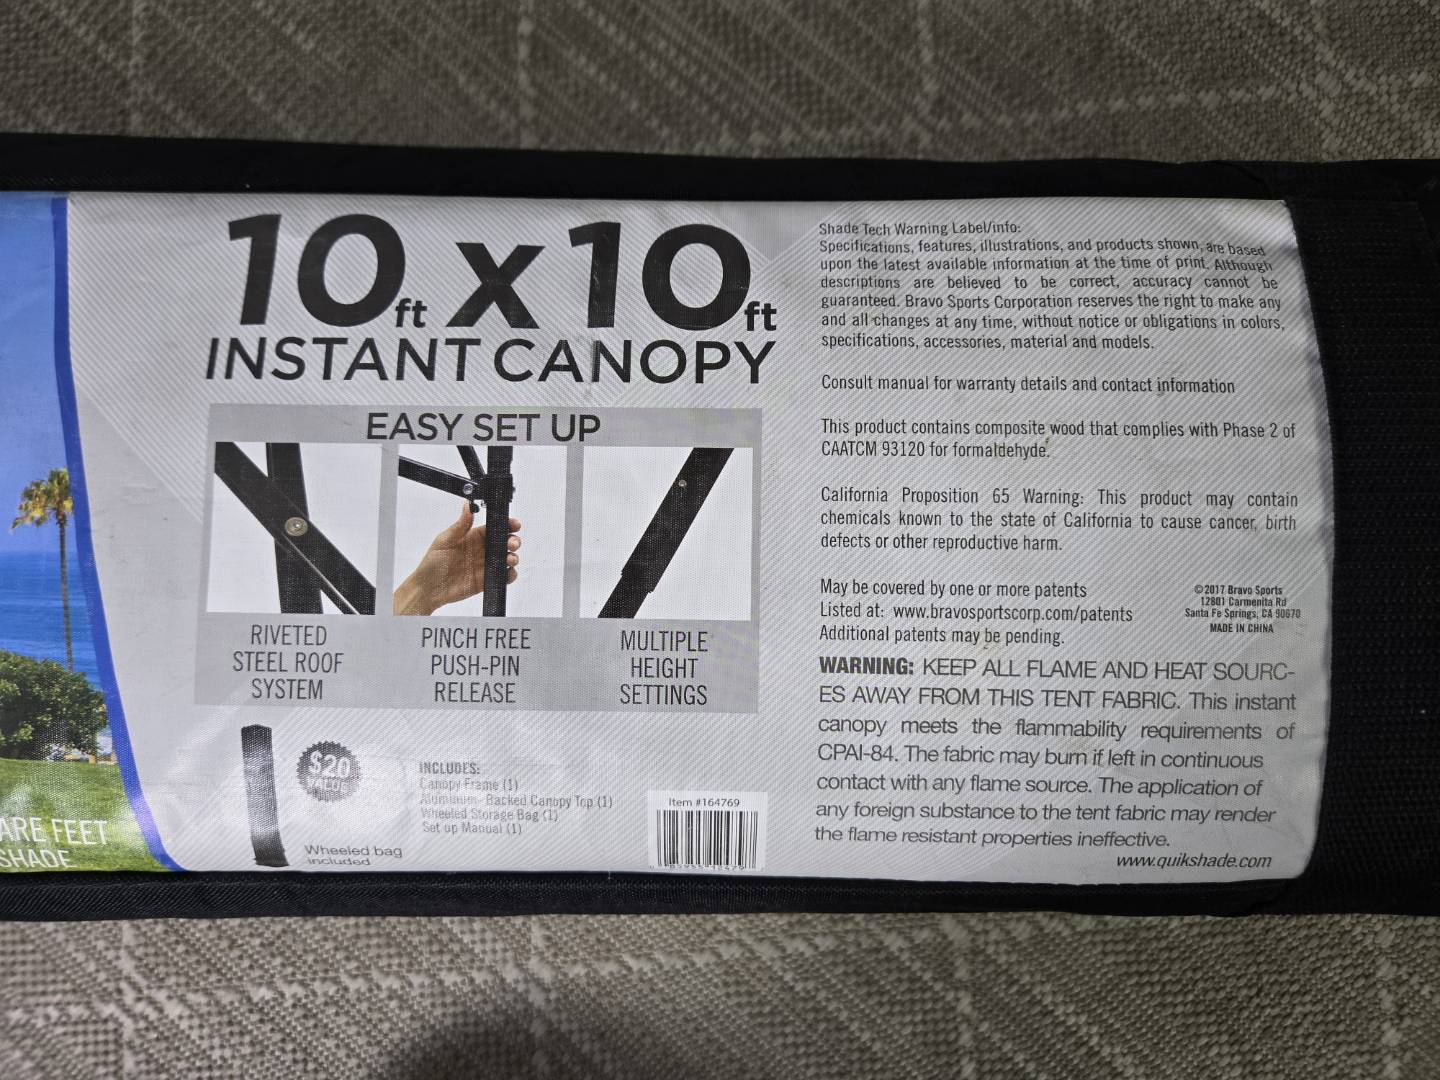 10ft x 10ft
INSTANT CANOPY
EASY SET UP
RIVETED
STEEL ROOF
SYSTEM
PINCH FREE
PUSH-PIN
RELEASE
MULTIPLE
HEIGHT
SETTINGS
$20
VALUE
Wheeled bag
included
INCLUDES:
Canopy Frame (1)
Aluminum- Backed Canopy Top (1)
Wheeled Storage Bag (1)
Set up Manual (1)
Item #164769
ARE FEET
SHADE
Shade Tech Warning Label/info:
Specifications, features, illustrations, and products shown, are based
upon the latest available information at the time of print. Although
descriptions are believed to be correct, accuracy cannot be
guaranteed. Bravo Sports Corporation reserves the right to make any
and all changes at any time, without notice or obligations in colors,
specifications, accessories, material and models.
Consult manual for warranty details and contact information
This product contains composite wood that complies with Phase 2 of
CAATCM 93120 for formaldehyde.
California Proposition 65 Warning: This product may contain
chemicals known to the state of California to cause cancer, birth
defects or other reproductive harm.
May be covered by one or more patents
Listed at: www.bravosportscorp.com/patents
Additional patents may be pending.
©2017 Bravo Sports
12801 Carmenita Rd
Santa Fe Springs, CA 90670
MADE IN CHINA
WARNING: KEEP ALL FLAME AND HEAT SOURC-
ES AWAY FROM THIS TENT FABRIC. This instant
canopy meets the flammability requirements of
CPAI-84. The fabric may burn if left in continuous
contact with any flame source. The application of
any foreign substance to the tent fabric may render
the flame resistant properties ineffective.
www.quikshade.com